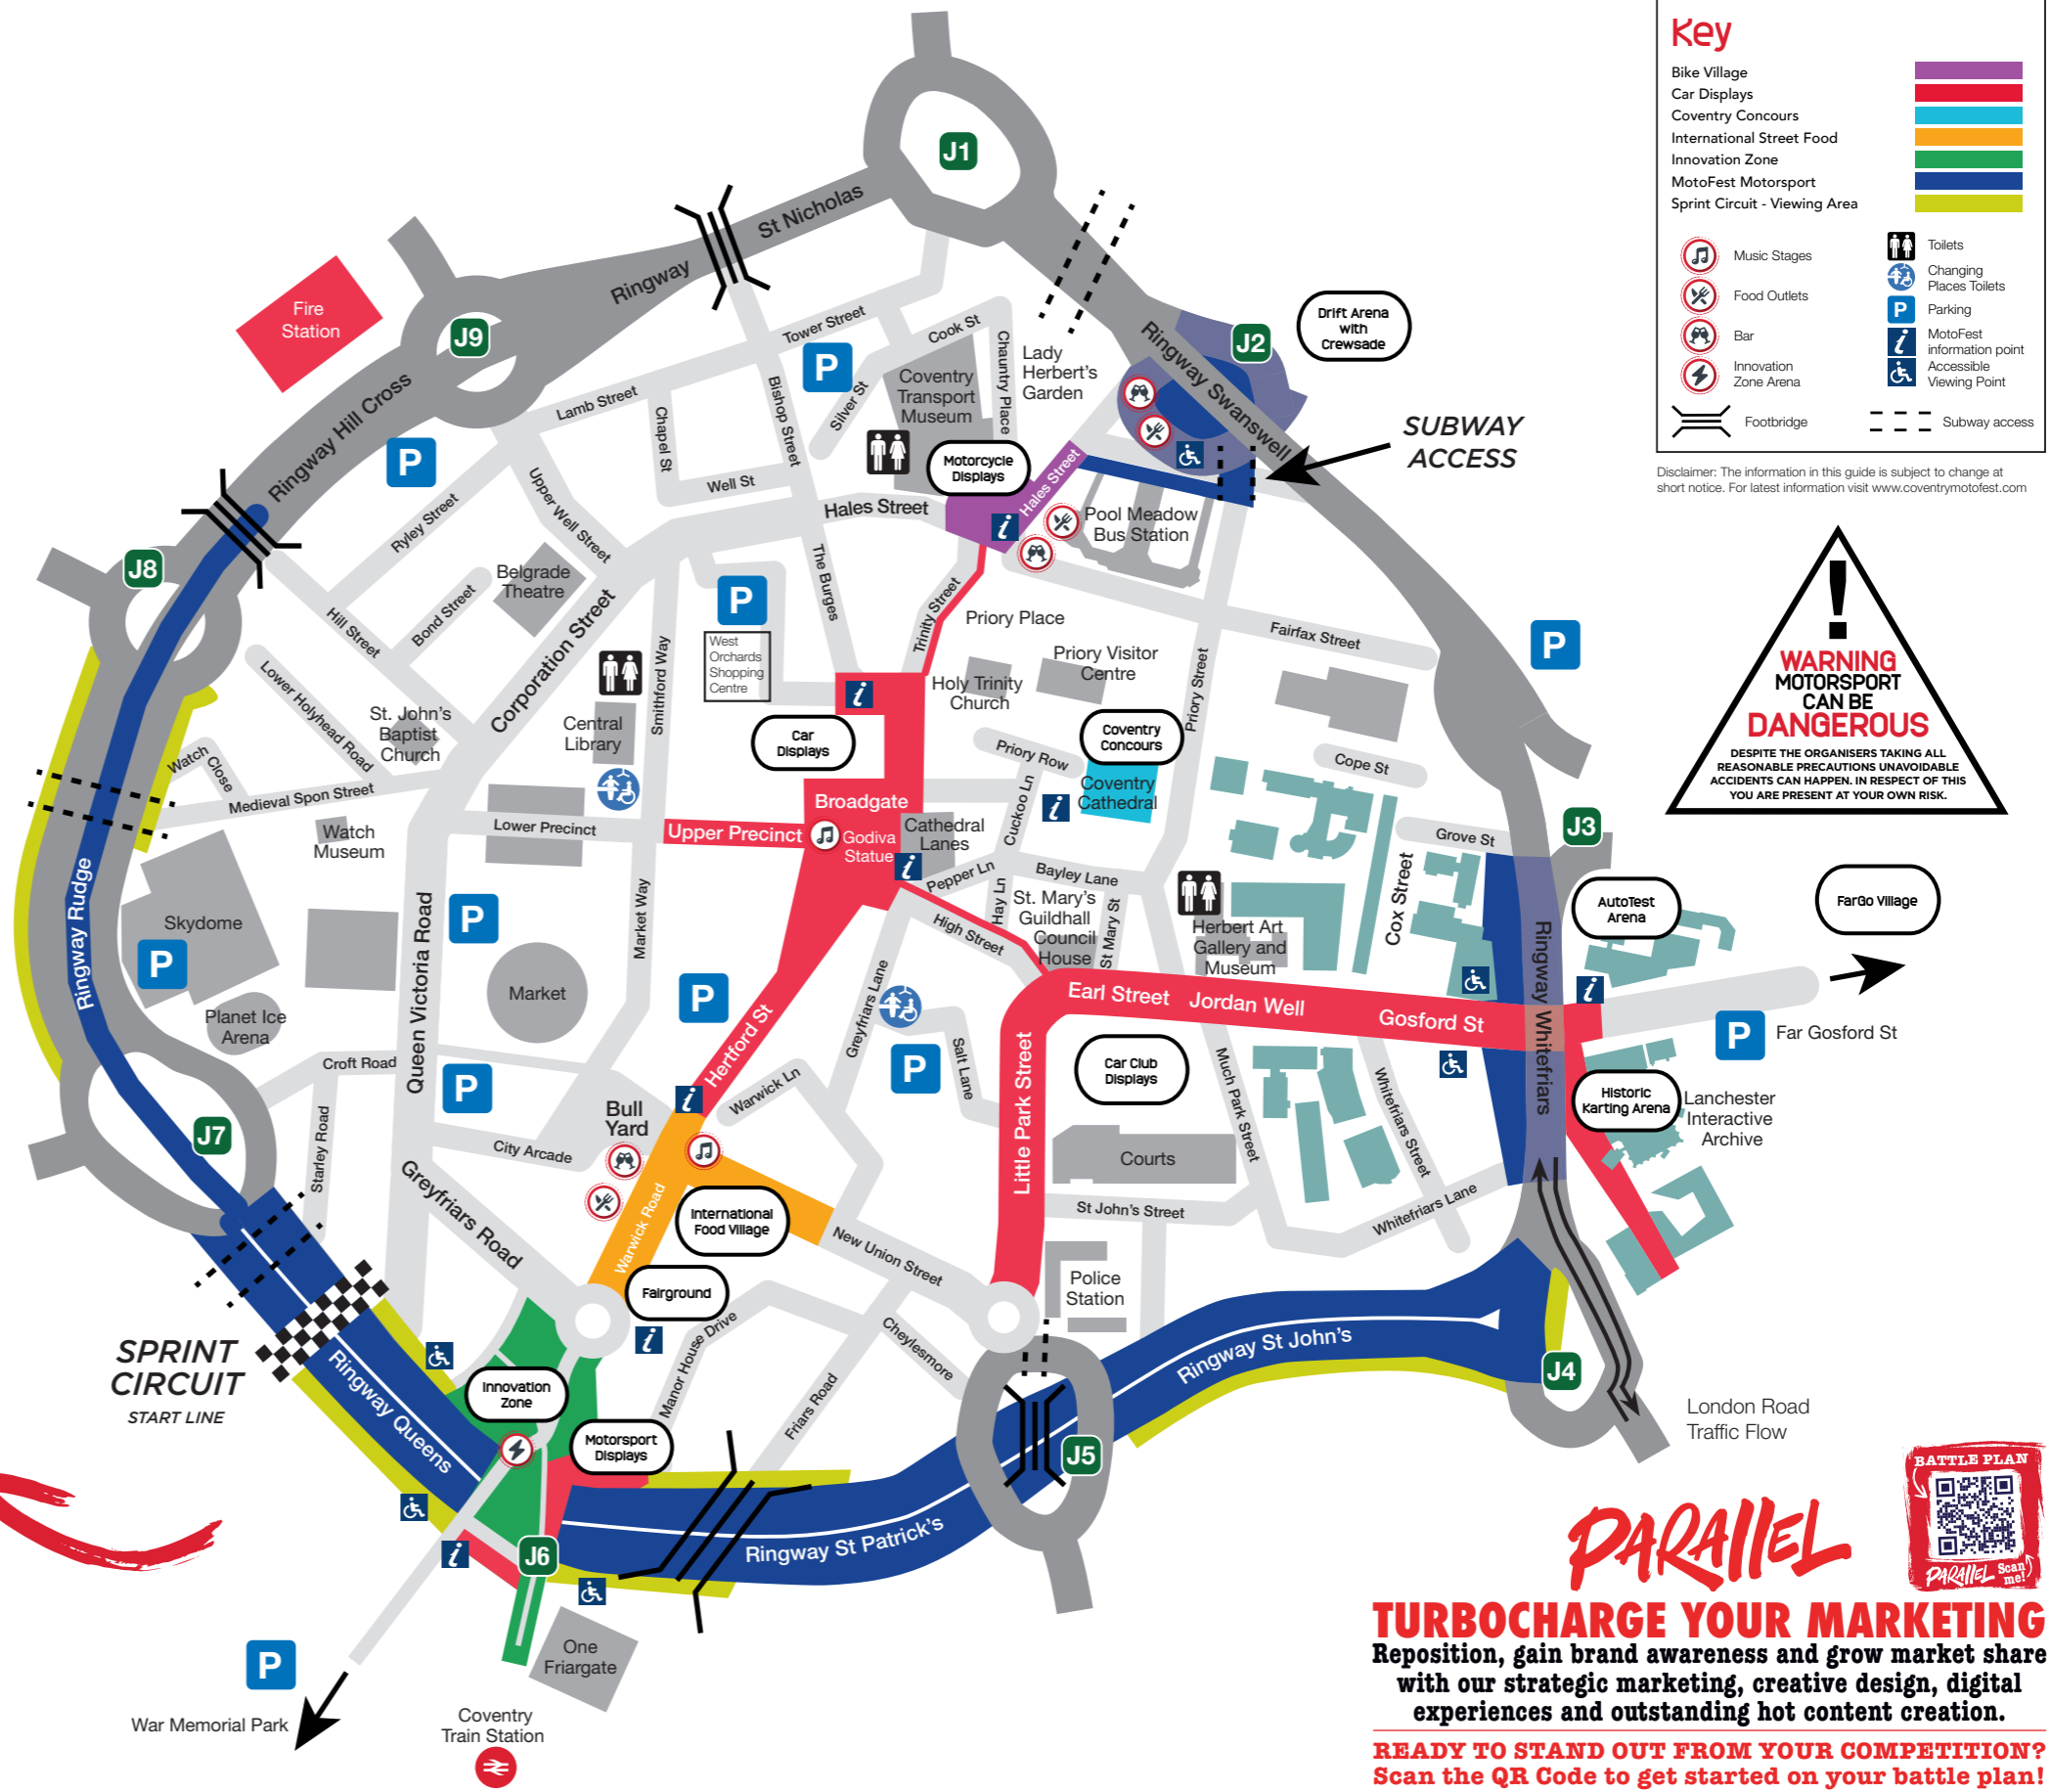 Key
Bike Village
Car Displays
Coventry Concours
International Street Food
Innovation Zone
MotoFest Motorsport
Sprint Circuit - Viewing Area
Music Stages
Food Outlets
Bar
Innovation
Zone Arena
Footbridge
Toilets
Changing
Places Toilets
P
Parking
i
MotoFest
information point
Accessible
Viewing Point
Subway access
Disclaimer: The information in this guide is subject to change at
short notice. For latest information visit www.coventrymotofest.com
WARNING
MOTORSPORT
CAN BE
DANGEROUS
DESPITE THE ORGANISERS TAKING ALL
REASONABLE PRECAUTIONS UNAVOIDABLE
ACCIDENTS CAN HAPPEN. IN RESPECT OF THIS
YOU ARE PRESENT AT YOUR OWN RISK.
J1
St Nicholas
Ringway
Fire
Station
J9
Ringway Hill Cross
J8
Tower Street
Cook St
Chauntry Place
Lady
Herbert's
Garden
Ringway Swanswell
J2
Drift Arena
with
Crewsade
SUBWAY
ACCESS
P
Silver St
Coventry
Transport
Museum
Lamb Street
Chapel St
Bishop Street
Well St
P
Motorcycle
Displays
Hales Street
Hales Street
i
Pool Meadow
Bus Station
Ryley Street
Upper Well Street
Belgrade
Theatre
Bond Street
Hill Street
The Burges
P
West
Orchards
Shopping
Centre
Trinity Street
Priory Place
Fairfax Street
P
Corporation Street
Smithford Way
Lower Holyhead Road
St. John's
Baptist
Church
Central
Library
Priory Visitor
Centre
Holy Trinity
Church
Priory Street
i
Car
Displays
Coventry
Concours
Priory Row
Coventry
Cathedral
i
Cuckoo Ln
Cope St
Watch
Close
Medieval Spon Street
Watch
Museum
Lower Precinct
Upper Precinct
Broadgate
Godiva
Statue
Cathedral
Lanes
i
Pepper Ln
Bayley Lane
Hay Ln
St. Mary's
Guildhall
Council
House
St Mary St
High Street
Grove St
J3
Cox Street
AutoTest
Arena
FarGo Village
Herbert Art
Gallery and
Museum
Ringway Rudge
Skydome
P
Planet Ice
Arena
Queen Victoria Road
P
Market Way
Market
P
Hertford St
Greyfriars Lane
P
Salt Lane
Earl Street
Jordan Well
Gosford St
Ringway Whitefriars
i
P
Far Gosford St
Croft Road
P
Starley Road
i
Warwick Ln
Little Park Street
Car Club
Displays
Much Park Street
Whitefriars Street
Historic
Karting Arena
Lanchester
Interactive
Archive
J7
Bull
Yard
City Arcade
Greyfriars Road
Warwick Road
International
Food Village
New Union Street
Courts
St John's Street
Whitefriars Lane
Fairground
i
Manor House Drive
Cheylesmore
Friars Road
Police
Station
Ringway St John's
J4
London Road
Traffic Flow
SPRINT
CIRCUIT
START LINE
Ringway Queens
Innovation
Zone
Motorsport
Displays
J5
i
J6
Ringway St Patrick's
P
War Memorial Park
One
Friargate
Coventry
Train Station
BATTLE PLAN
PARALLEL
Scan
me!
PARALLEL
TURBOCHARGE YOUR MARKETING
Reposition, gain brand awareness and grow market share
with our strategic marketing, creative design, digital
experiences and outstanding hot content creation.
READY TO STAND OUT FROM YOUR COMPETITION?
Scan the QR Code to get started on your battle plan!